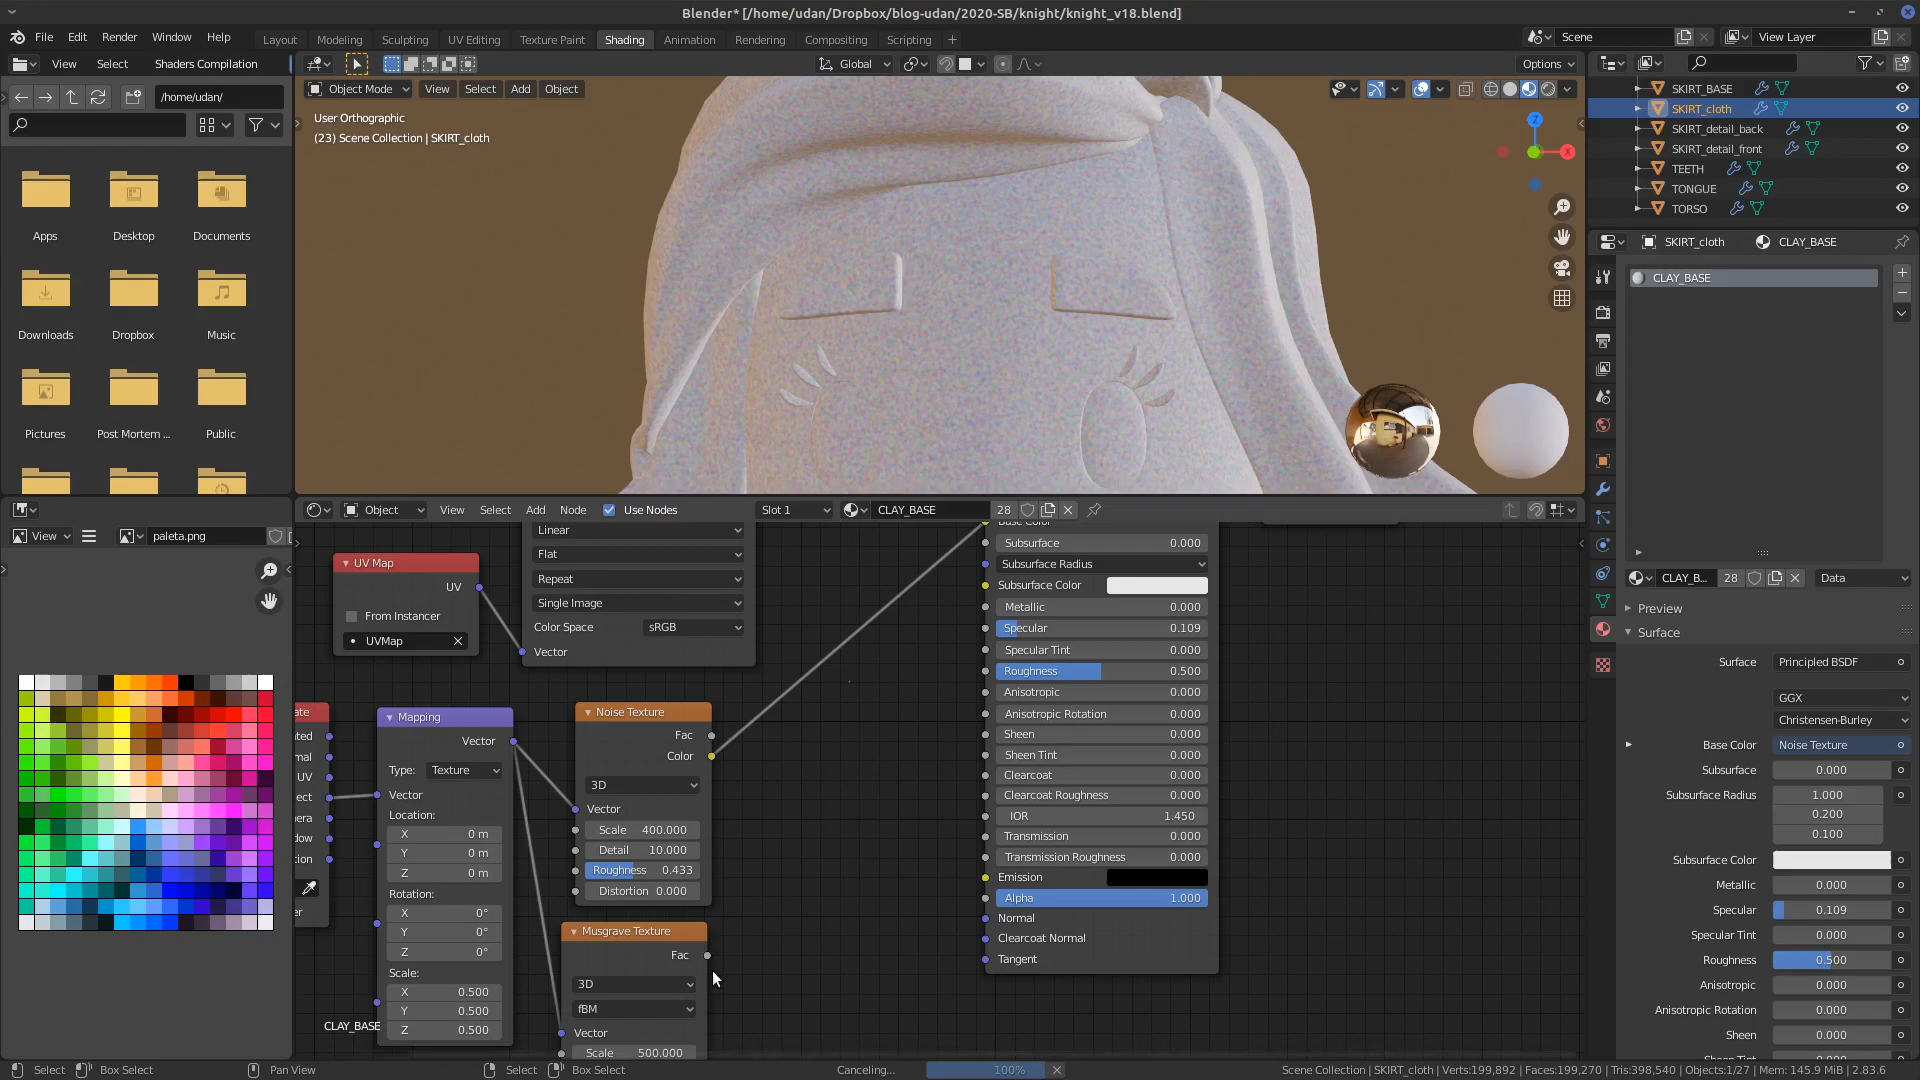 Blender* [/home/udan/Dropbox/blog-udan/2020-SB/knight/knight_v18.blend]
File Edit Render Window Help
Layout Modeling Sculpting UV Editing Texture Paint Shading Animation Rendering Compositing Scripting +
Scene
View Layer
View Select Shaders Compilation
Global
Options
/home/udan/
Object Mode View Select Add Object
User Orthographic
(23) Scene Collection | SKIRT_cloth
Z
X
SKIRT_BASE
SKIRT_cloth
SKIRT_detail_back
SKIRT_detail_front
TEETH
TONGUE
TORSO
Apps Desktop Documents
Downloads Dropbox Music
Pictures Post Mortem ... Public
SKIRT_cloth CLAY_BASE
CLAY_BASE
View
paleta.png
Object View Select Add Node Use Nodes Slot 1 CLAY_BASE 28
UV Map
UV
From Instancer
UVMap
Linear
Flat
Repeat
Single Image
Color Space sRGB
Vector
ate
ted
mal
UV
ect
era
dow
tion
er
Mapping
Vector
Type: Texture
Vector
Location:
X 0 m
Y 0 m
Z 0 m
Rotation:
X 0°
Y 0°
Z 0°
Scale:
X 0.500
Y 0.500
Z 0.500
CLAY_BASE
Noise Texture
Fac
Color
3D
Vector
Scale 400.000
Detail 10.000
Roughness 0.433
Distortion 0.000
Musgrave Texture
Fac
3D
fBM
Vector
Scale 500.000
Base Color
Subsurface 0.000
Subsurface Radius
Subsurface Color
Metallic 0.000
Specular 0.109
Specular Tint 0.000
Roughness 0.500
Anisotropic 0.000
Anisotropic Rotation 0.000
Sheen 0.000
Sheen Tint 0.000
Clearcoat 0.000
Clearcoat Roughness 0.000
IOR 1.450
Transmission 0.000
Transmission Roughness 0.000
Emission
Alpha 1.000
Normal
Clearcoat Normal
Tangent
CLAY_B... 28 Data
Preview
Surface
Surface Principled BSDF
GGX
Christensen-Burley
Base Color Noise Texture
Subsurface 0.000
Subsurface Radius 1.000
0.200
0.100
Subsurface Color
Metallic 0.000
Specular 0.109
Specular Tint 0.000
Roughness 0.500
Anisotropic 0.000
Anisotropic Rotation 0.000
Sheen 0.000
Sheen Tint 0.000
Select Box Select Pan View Select Box Select Canceling... 100% Scene Collection | SKIRT_cloth | Verts:199,892 | Faces:199,270 | Tris:398,540 | Objects:1/27 | Mem: 145.9 MiB | 2.83.6